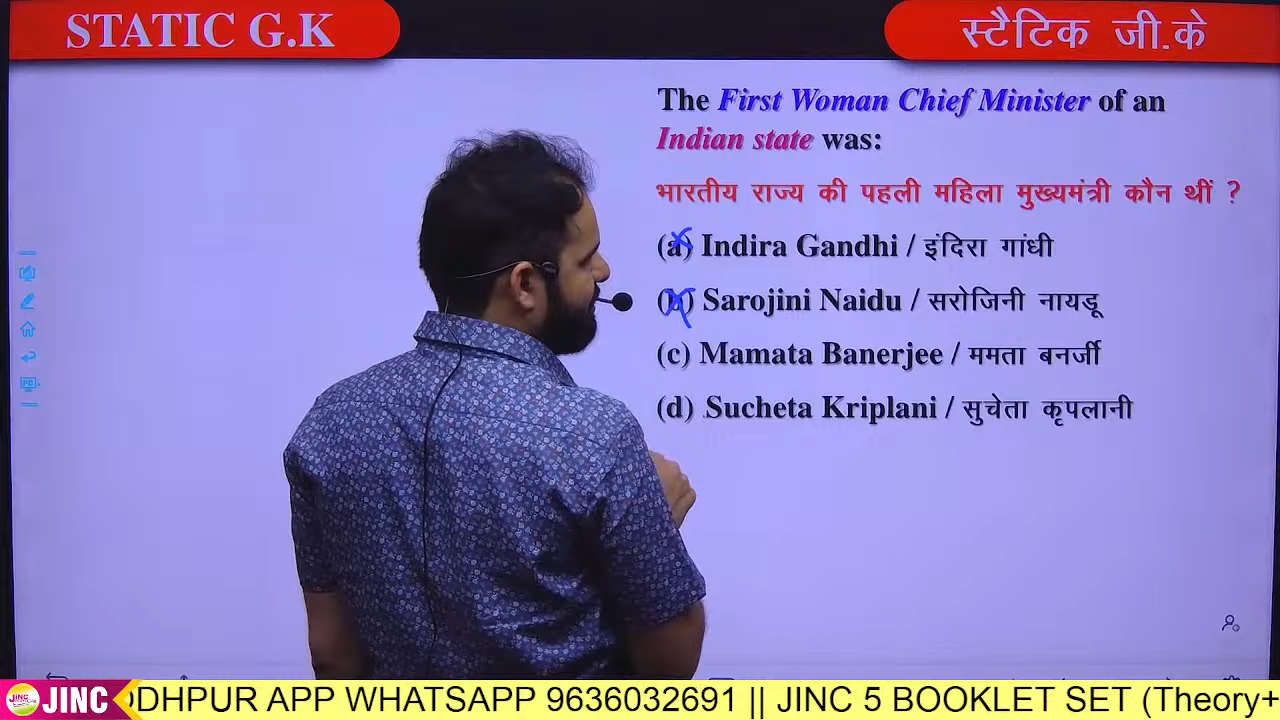 STATIC G.K
स्टैटिक जी.के
The First Woman Chief Minister of an
Indian state was:
भारतीय राज्य की पहली महिला मुख्यमंत्री कौन थीं ?
(a) Indira Gandhi / इंदिरा गांधी
(b) Sarojini Naidu / सरोजिनी नायडू
(c) Mamata Banerjee / ममता बनर्जी
(d) Sucheta Kriplani / सुचेता कृपलानी
PC
JINC
JINC
DHPUR APP WHATSAPP 9636032691 || JINC 5 BOOKLET SET (Theory+